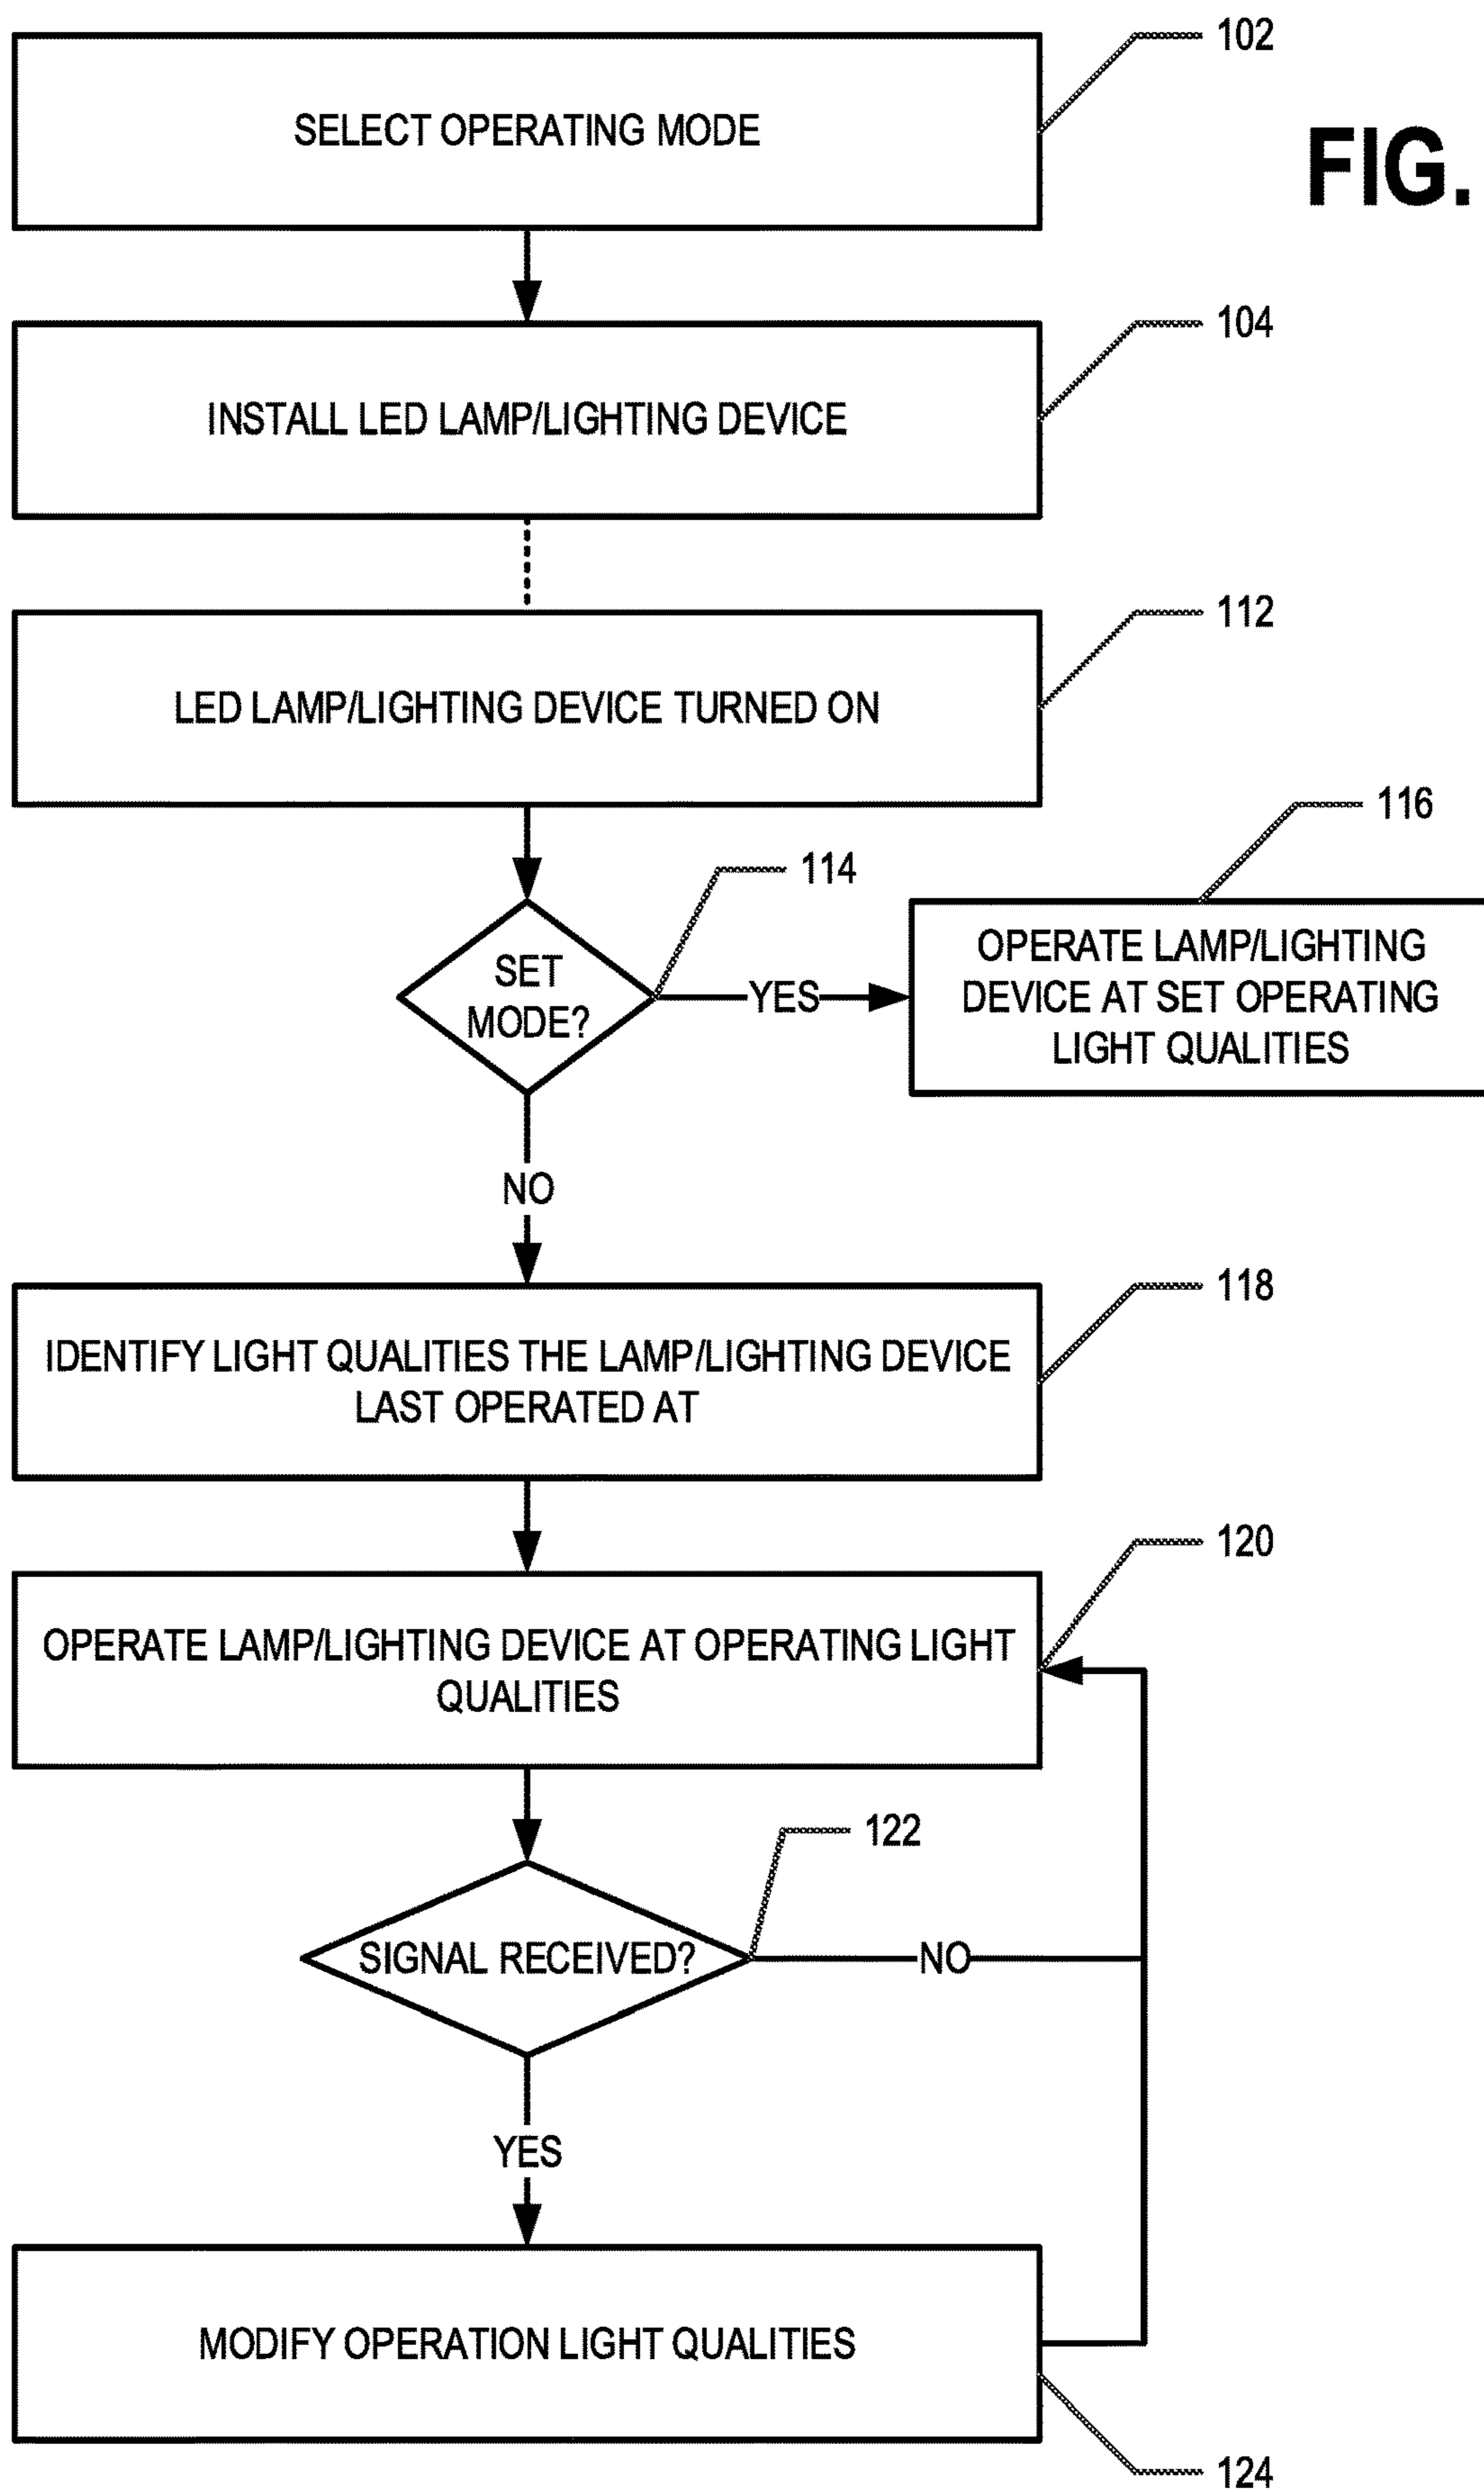 102
FIG.
SELECT OPERATING MODE
104
INSTALL LED LAMP/LIGHTING DEVICE
112
LED LAMP/LIGHTING DEVICE TURNED ON
116
114
SET
MODE?
YES
OPERATE LAMP/LIGHTING
DEVICE AT SET OPERATING
LIGHT QUALITIES
NO
118
IDENTIFY LIGHT QUALITIES THE LAMP/LIGHTING DEVICE
LAST OPERATED AT
120
OPERATE LAMP/LIGHTING DEVICE AT OPERATING LIGHT
QUALITIES
122
SIGNAL RECEIVED?
NO
YES
MODIFY OPERATION LIGHT QUALITIES
124